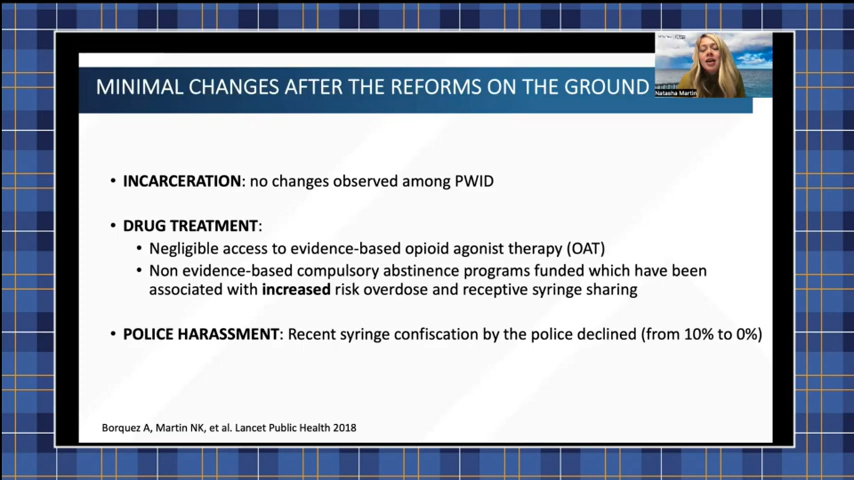 MINIMAL CHANGES AFTER THE REFORMS ON THE GROUND
Natasha Martin
• INCARCERATION: no changes observed among PWID
• DRUG TREATMENT:
• Negligible access to evidence-based opioid agonist therapy (OAT)
• Non evidence-based compulsory abstinence programs funded which have been
associated with increased risk overdose and receptive syringe sharing
• POLICE HARASSMENT: Recent syringe confiscation by the police declined (from 10% to 0%)
Borquez A, Martin NK, et al. Lancet Public Health 2018